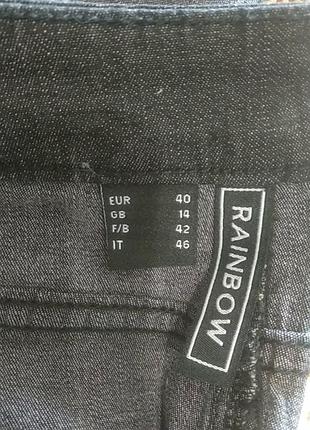 EUR 40
GB 14
F/B 42
IT 46
RAINBOW